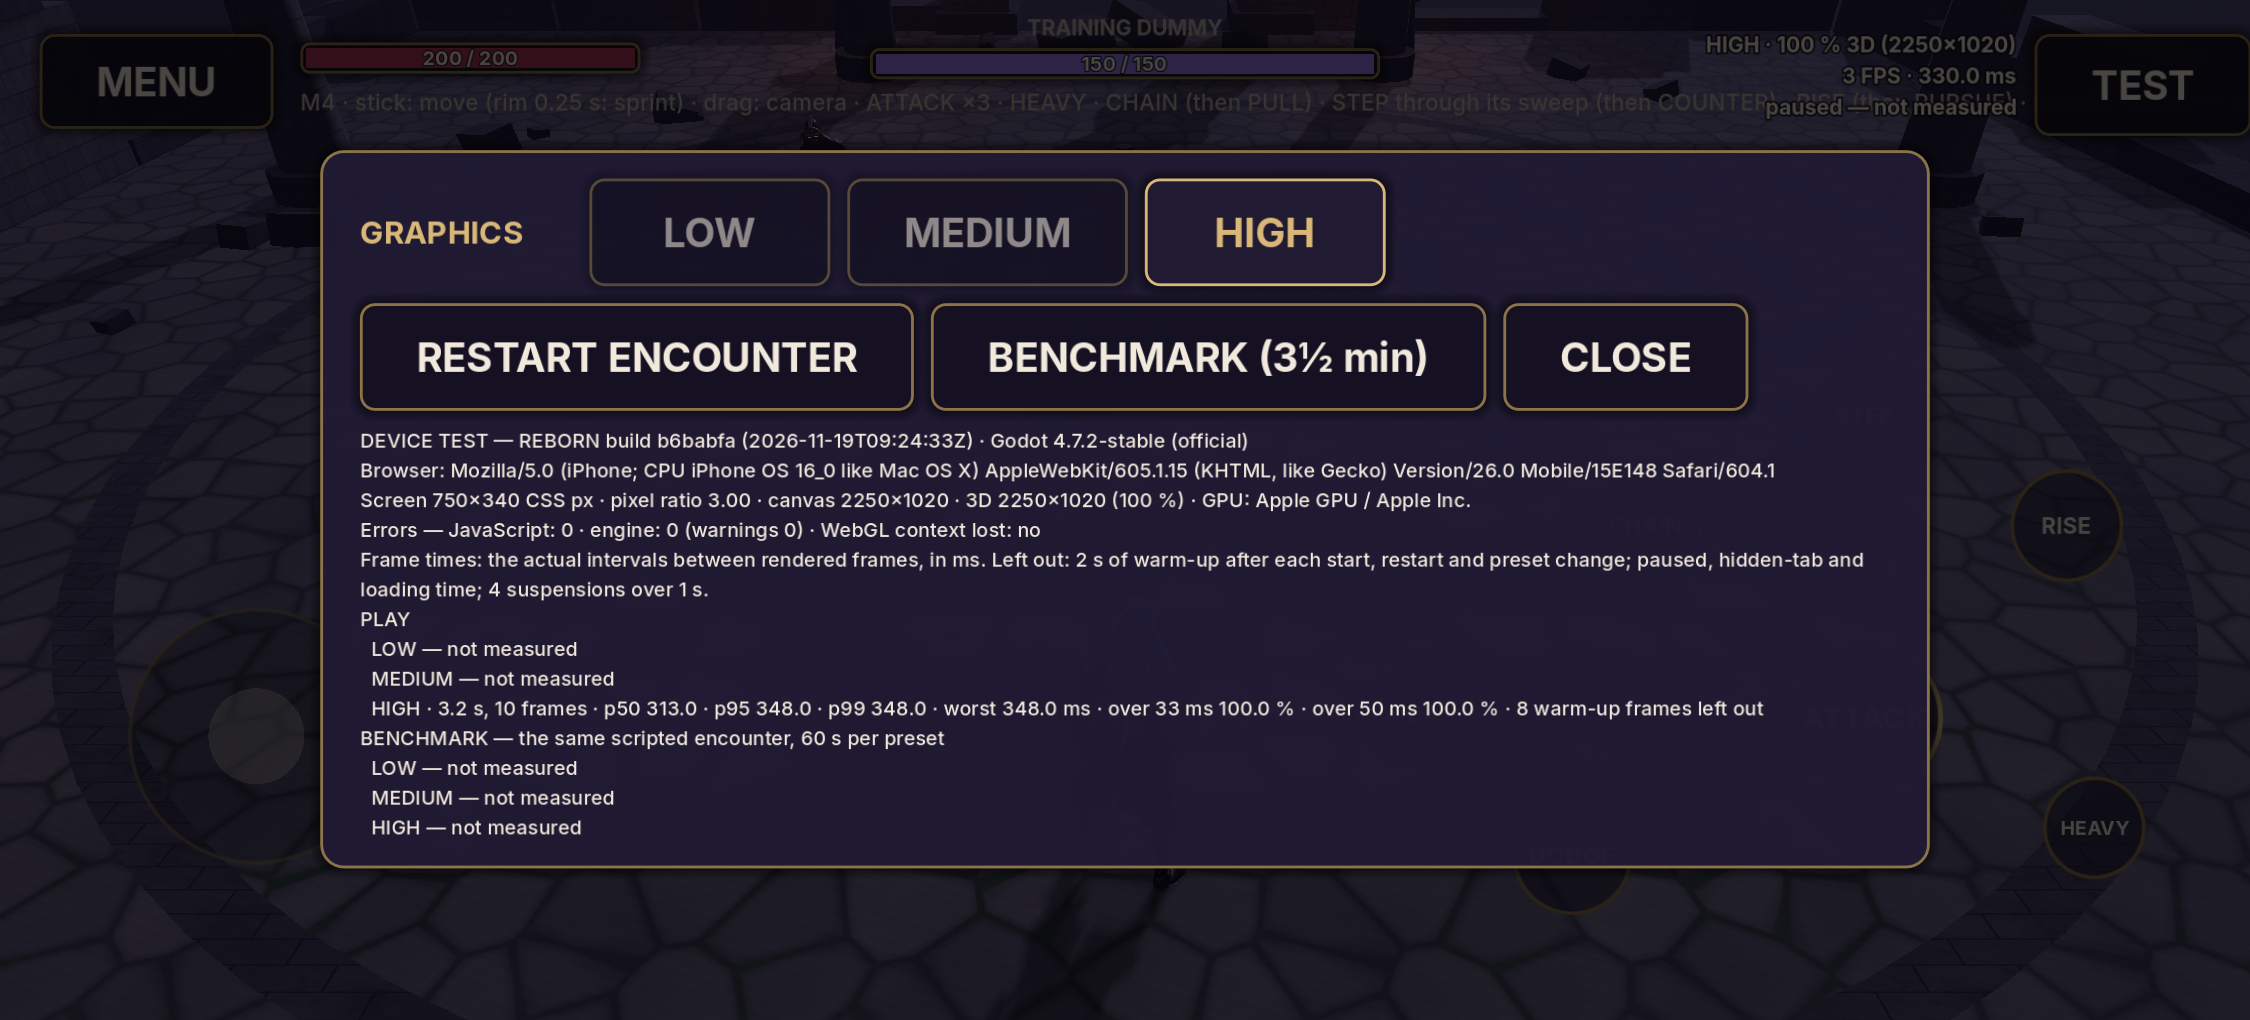 TRAINING DUMMY
MENU
200 / 200
150 / 150
HIGH · 100 % 3D (2250×1020)
3 FPS · 330.0 ms
paused — not measured
TEST
M4 · stick: move (rim 0.25 s: sprint) · drag: camera · ATTACK ×3 · HEAVY · CHAIN (then PULL) · STEP through its sweep (then COUNTER) · RISE (then PURSUE) ·
GRAPHICS
LOW
MEDIUM
HIGH
RESTART ENCOUNTER
BENCHMARK (3½ min)
CLOSE
DEVICE TEST — REBORN build b6babfa (2026-11-19T09:24:33Z) · Godot 4.7.2-stable (official)
Browser: Mozilla/5.0 (iPhone; CPU iPhone OS 16_0 like Mac OS X) AppleWebKit/605.1.15 (KHTML, like Gecko) Version/26.0 Mobile/15E148 Safari/604.1
Screen 750×340 CSS px · pixel ratio 3.00 · canvas 2250×1020 · 3D 2250×1020 (100 %) · GPU: Apple GPU / Apple Inc.
Errors — JavaScript: 0 · engine: 0 (warnings 0) · WebGL context lost: no
Frame times: the actual intervals between rendered frames, in ms. Left out: 2 s of warm-up after each start, restart and preset change; paused, hidden-tab and
loading time; 4 suspensions over 1 s.
PLAY
LOW — not measured
MEDIUM — not measured
HIGH · 3.2 s, 10 frames · p50 313.0 · p95 348.0 · p99 348.0 · worst 348.0 ms · over 33 ms 100.0 % · over 50 ms 100.0 % · 8 warm-up frames left out
BENCHMARK — the same scripted encounter, 60 s per preset
LOW — not measured
MEDIUM — not measured
HIGH — not measured
STEP
RISE
ATTACK
HEAVY
DODGE